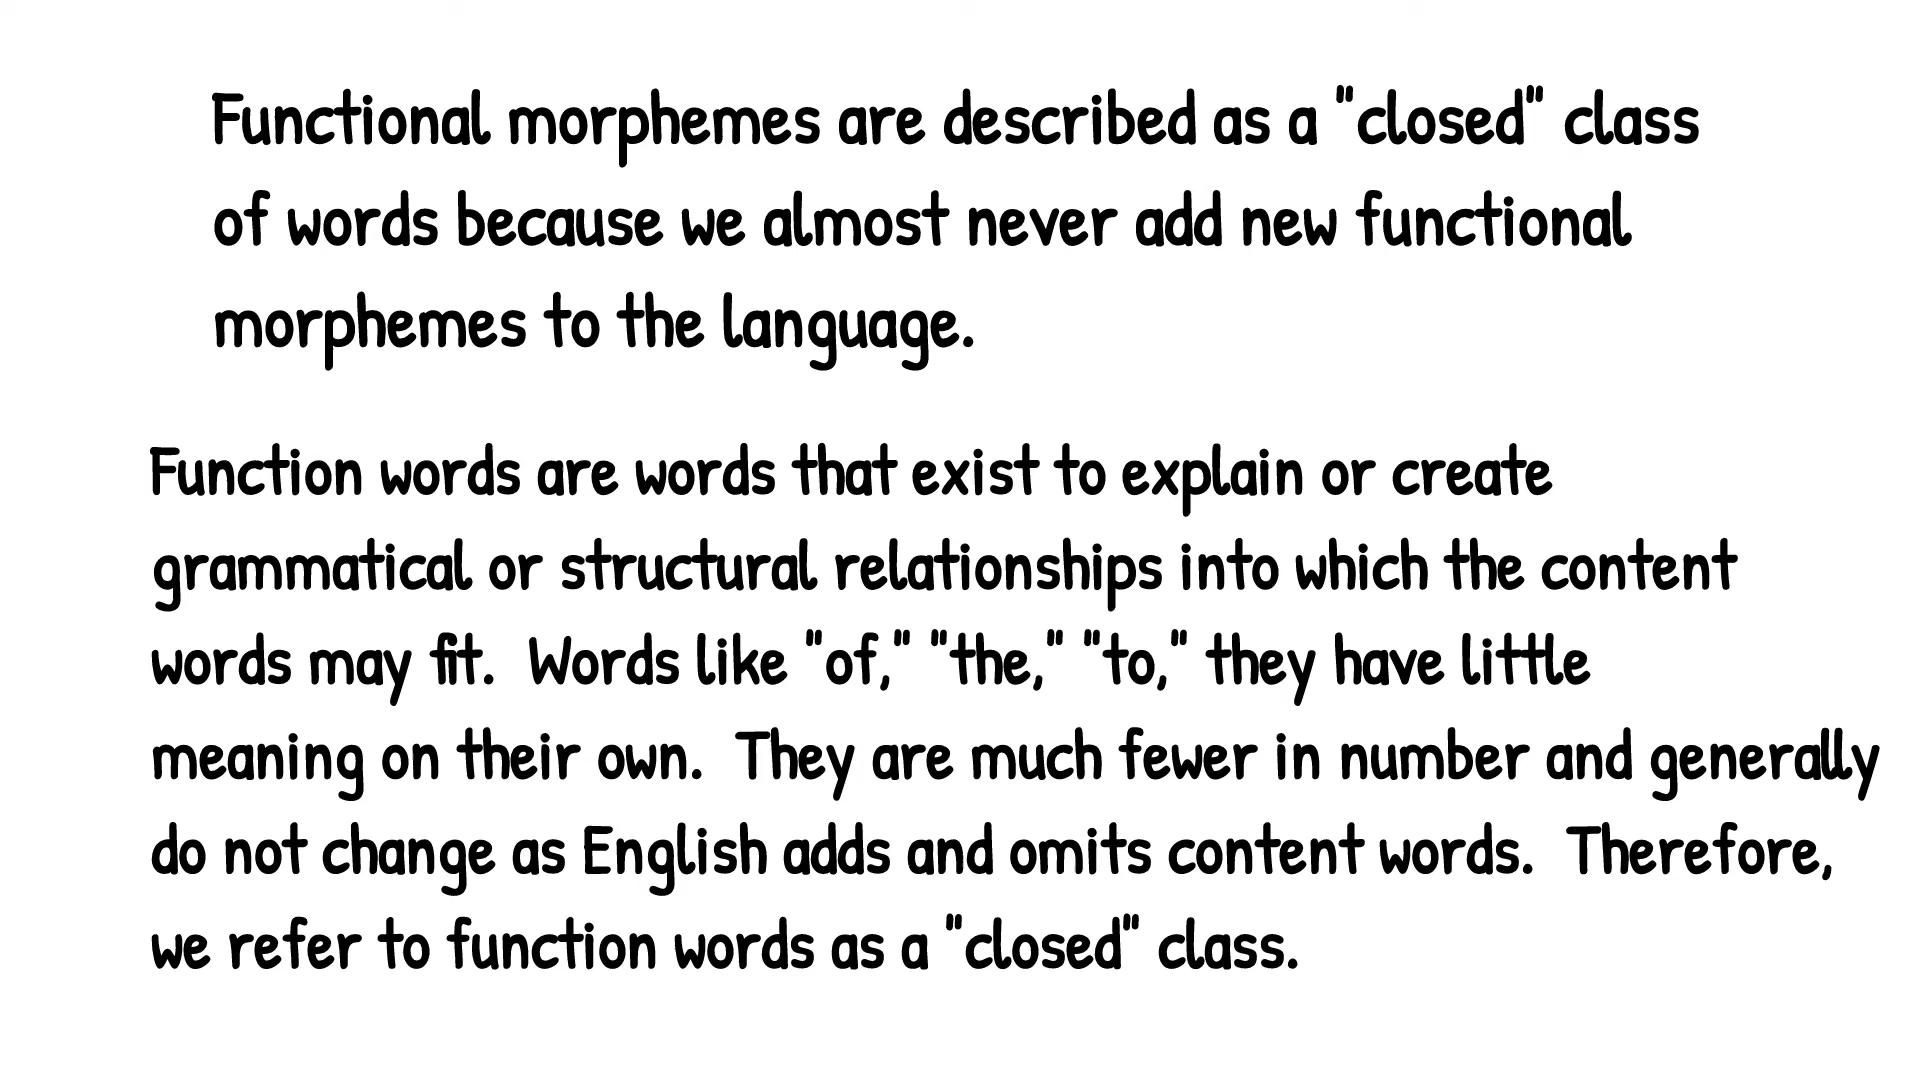 Functional morphemes are described as a "closed" class
of words because we almost never add new functional
morphemes to the language.
Function words are words that exist to explain or create
grammatical or structural relationships into which the content
words may fit.  Words like "of," "the," "to," they have little
meaning on their own.  They are much fewer in number and generally
do not change as English adds and omits content words.  Therefore,
we refer to function words as a "closed" class.